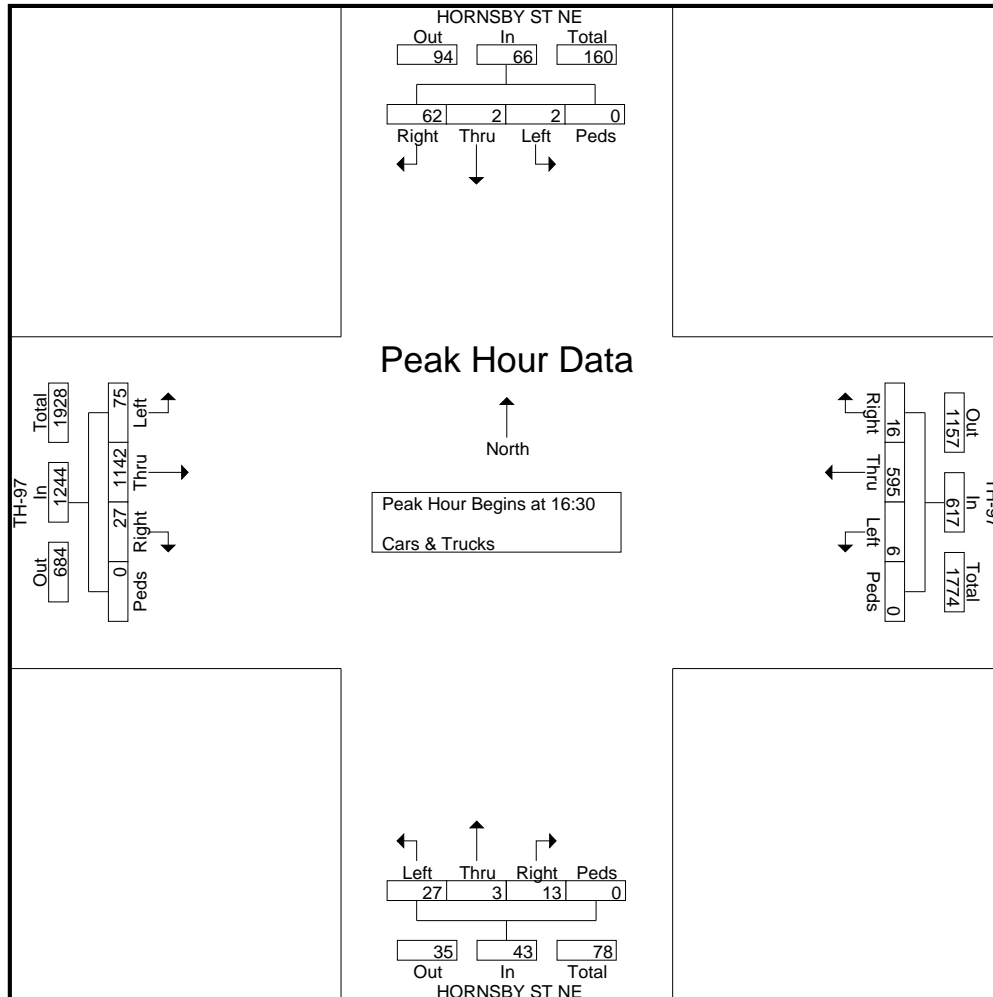 HORNSBY ST NE
Out In Total
94 66 160
62 2 2 0
Right Thru Left Peds
Peak Hour Data
North
Peak Hour Begins at 16:30
Cars & Trucks
TH-97
Total In Out
1928 1244 684
75 1142 27 0
Left Thru Right Peds
TH-97
Out In Total
1157 617 1774
16 595 6 0
Right Thru Left Peds
Left Thru Right Peds
27 3 13 0
35 43 78
Out In Total
HORNSBY ST NE